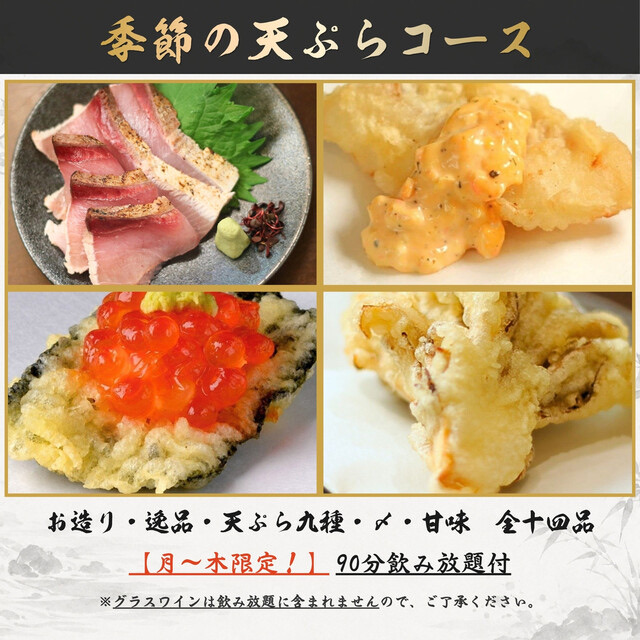 季節の天ぷらコース
お造り・逸品・天ぷら九種・〆・甘味　全十四品
【月～木限定！】 90分飲み放題付
※グラスワインは飲み放題に含まれませんので、ご了承ください。